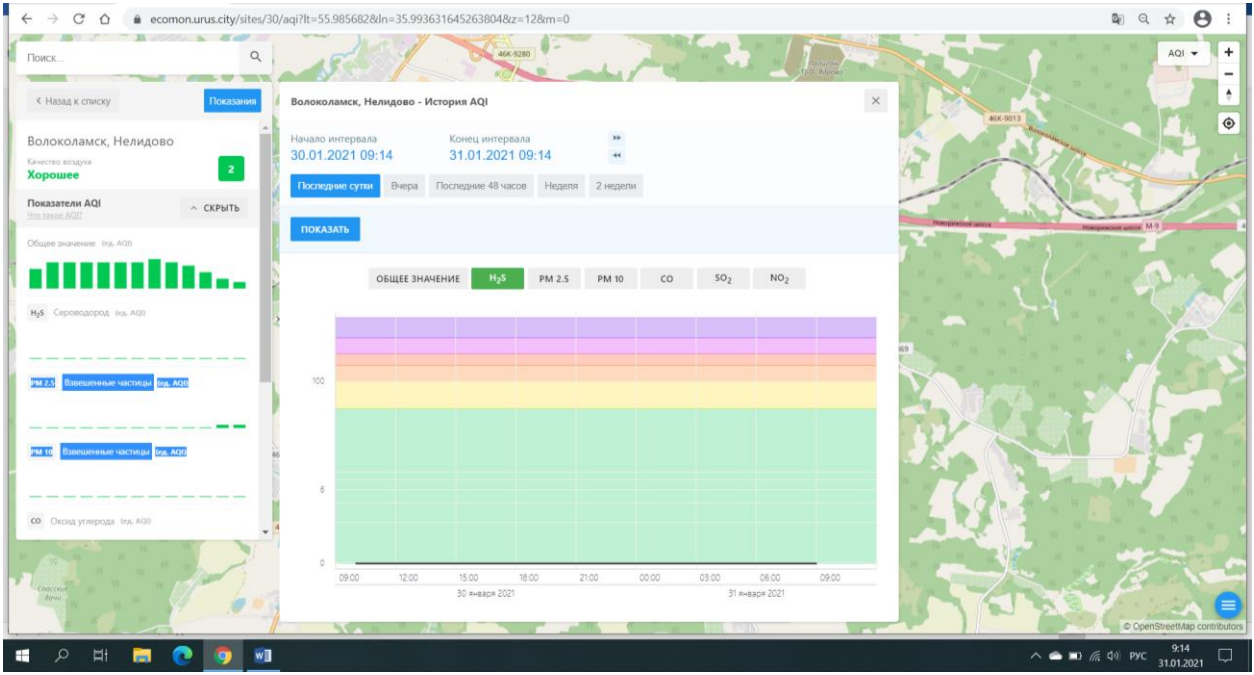 ecomon.urus.city/sites/30/aqi?lt=55.985682&ln=35.993631645263804&z=12&m=0
Поиск...
AQI
Назад к списку
Показания
Волоколамск, Нелидово
Качество воздуха
Хорошее
2
Показатели AQI
Что такое AQI?
СКРЫТЬ
Общее значение (ед. AQI)
H₂S Сероводород (ед. AQI)
PM 2.5 Взвешенные частицы (ед. AQI)
PM 10 Взвешенные частицы (ед. AQI)
CO Оксид углерода (ед. AQI)
Волоколамск, Нелидово - История AQI
Начало интервала
Конец интервала
30.01.2021 09:14
31.01.2021 09:14
Последние сутки
Вчера
Последние 48 часов
Неделя
2 недели
ПОКАЗАТЬ
ОБЩЕЕ ЗНАЧЕНИЕ
H₂S
PM 2.5
PM 10
CO
SO₂
NO₂
100
6
0
09:00 12:00 15:00 18:00 21:00 00:00 03:00 06:00 09:00
30 января 2021
31 января 2021
46К-9280
46К-9013
Волоколамское шоссе
Новорижское шоссе
Новорижское шоссе
М-9
Спасские
© OpenStreetMap contributors
W
РУС
9:14
31.01.2021